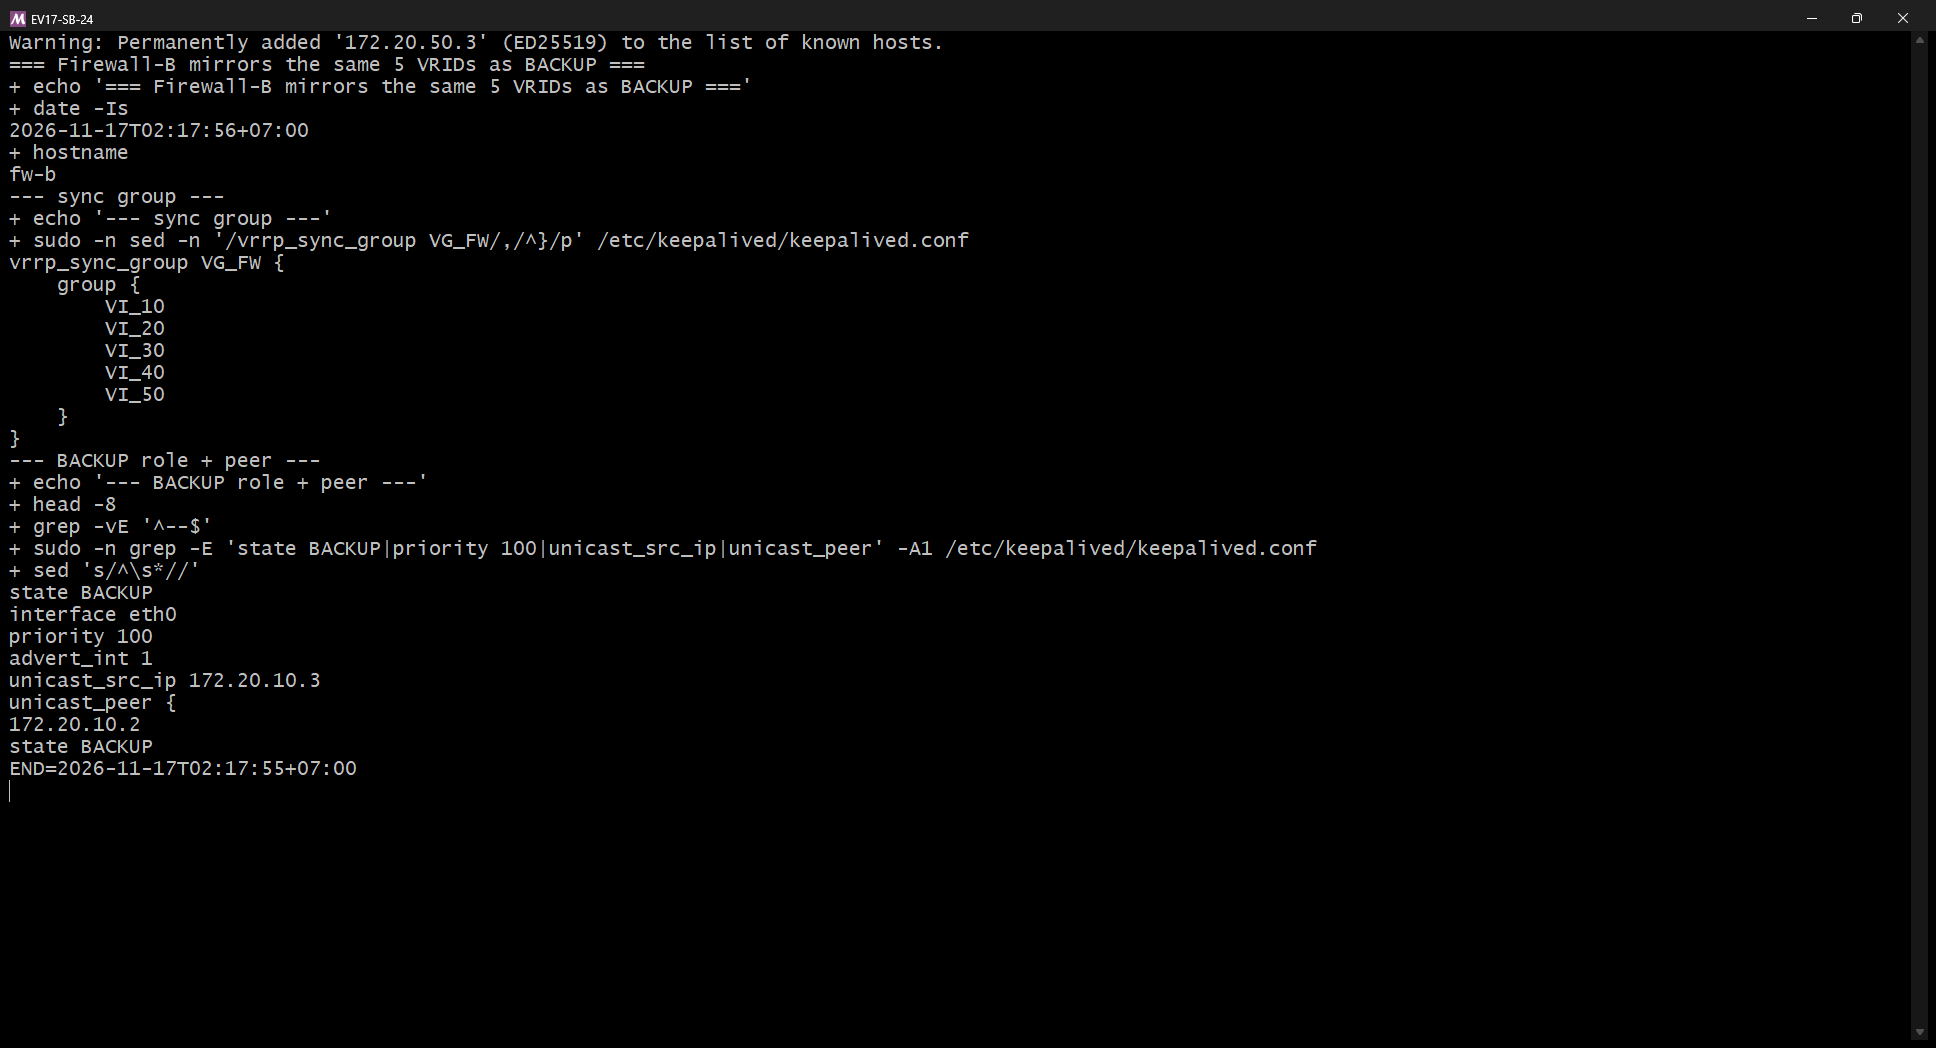 EV17-SB-24
Warning: Permanently added '172.20.50.3' (ED25519) to the list of known hosts.
=== Firewall-B mirrors the same 5 VRIDs as BACKUP ===
+ echo '=== Firewall-B mirrors the same 5 VRIDs as BACKUP ==='
+ date -Is
2026-11-17T02:17:56+07:00
+ hostname
fw-b
--- sync group ---
+ echo '--- sync group ---'
+ sudo -n sed -n '/vrrp_sync_group VG_FW/,/^}/p' /etc/keepalived/keepalived.conf
vrrp_sync_group VG_FW {
    group {
        VI_10
        VI_20
        VI_30
        VI_40
        VI_50
    }
}
--- BACKUP role + peer ---
+ echo '--- BACKUP role + peer ---'
+ head -8
+ grep -vE '^--$'
+ sudo -n grep -E 'state BACKUP|priority 100|unicast_src_ip|unicast_peer' -A1 /etc/keepalived/keepalived.conf
+ sed 's/^\s*//'
state BACKUP
interface eth0
priority 100
advert_int 1
unicast_src_ip 172.20.10.3
unicast_peer {
172.20.10.2
state BACKUP
END=2026-11-17T02:17:55+07:00